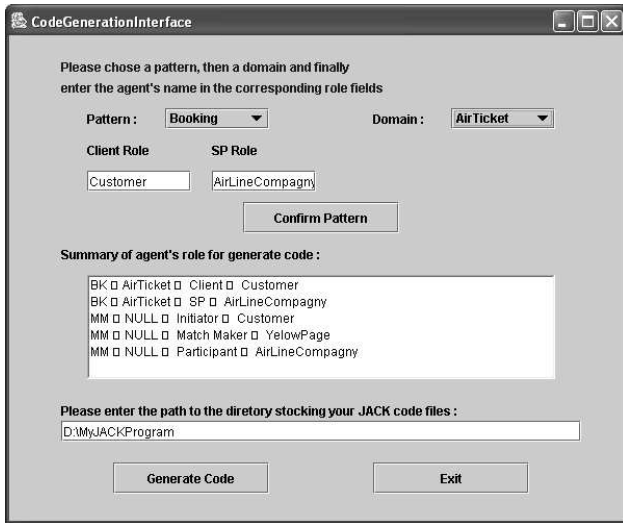 CodeGenerationInterface
Please chose a pattern, then a domain and finally
enter the agent's name in the corresponding role fields
Pattern : Booking Domain : AirTicket
Client Role SP Role
Customer AirLineCompagny
Confirm Pattern
Summary of agent's role for generate code :
BK □ AirTicket □ Client □ Customer
BK □ AirTicket □ SP □ AirLineCompagny
MM □ NULL □ Initiator □ Customer
MM □ NULL □ Match Maker □ YelowPage
MM □ NULL □ Participant □ AirLineCompagny
Please enter the path to the diretory stocking your JACK code files :
D:\MyJACKProgram
Generate Code Exit